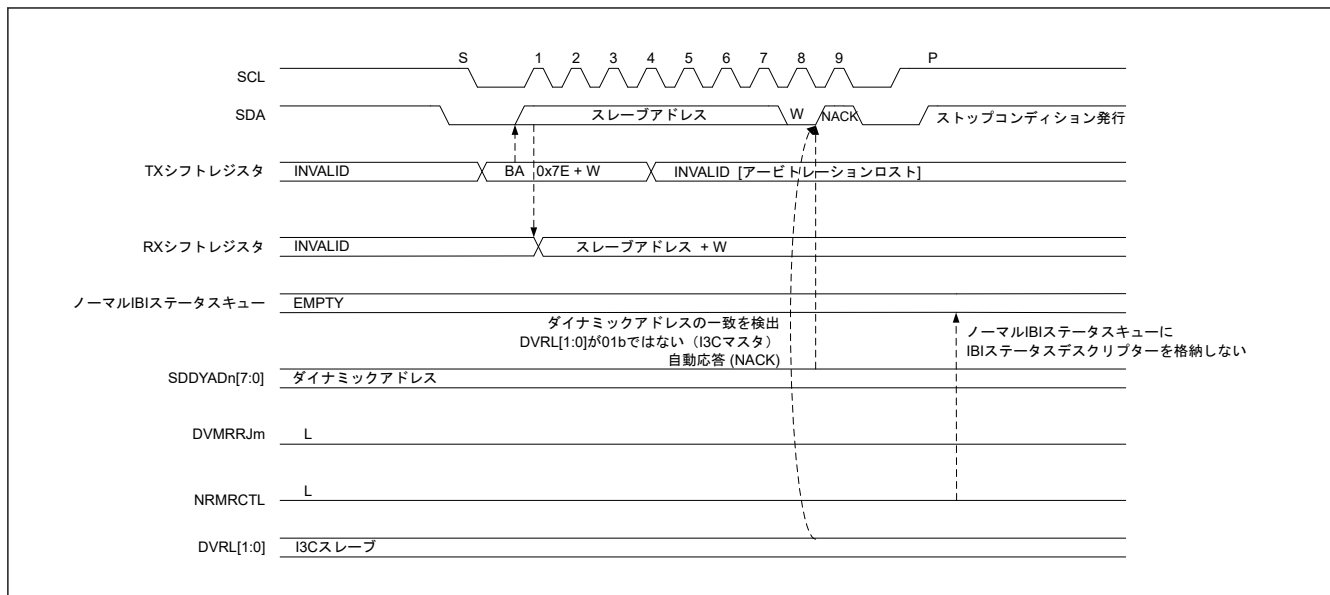 S 1 2 3 4 5 6 7 8 9 P
SCL
SDA スレーブアドレス W NACK ストップコンディション発行
TXシフトレジスタ INVALID BA 0x7E + W INVALID [アービトレーションロスト]
RXシフトレジスタ INVALID スレーブアドレス + W
ノーマルIBIステータスキュー EMPTY
ダイナミックアドレスの一致を検出
DVRL[1:0]が01bではない（I3Cマスタ）
自動応答 (NACK)
ノーマルIBIステータスキューに
IBIステータスデスクリプターを格納しない
SDDYADn[7:0] ダイナミックアドレス
DVMRRJm L
NRMRCTL L
DVRL[1:0] I3Cスレーブ